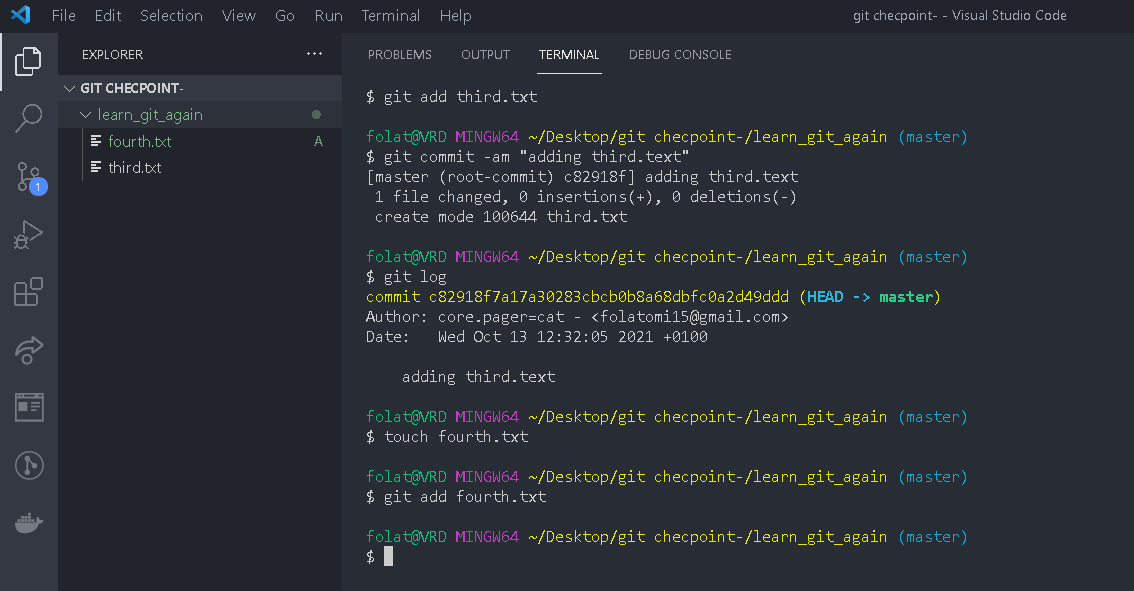 File Edit Selection View Go Run Terminal Help
git checpoint- - Visual Studio Code
EXPLORER
GIT CHECPOINT-
learn_git_again
fourth.txt A
third.txt
1
PROBLEMS OUTPUT TERMINAL DEBUG CONSOLE
$ git add third.txt
folat@VRD MINGW64 ~/Desktop/git checpoint-/learn_git_again (master)
$ git commit -am "adding third.text"
[master (root-commit) c82918f] adding third.text
1 file changed, 0 insertions(+), 0 deletions(-)
create mode 100644 third.txt
folat@VRD MINGW64 ~/Desktop/git checpoint-/learn_git_again (master)
$ git log
commit c82918f7a17a30283cbcb0b8a68dbfc0a2d49ddd (HEAD -> master)
Author: core.pager=cat - <folatomi15@gmail.com>
Date: Wed Oct 13 12:32:05 2021 +0100
adding third.text
folat@VRD MINGW64 ~/Desktop/git checpoint-/learn_git_again (master)
$ touch fourth.txt
folat@VRD MINGW64 ~/Desktop/git checpoint-/learn_git_again (master)
$ git add fourth.txt
folat@VRD MINGW64 ~/Desktop/git checpoint-/learn_git_again (master)
$